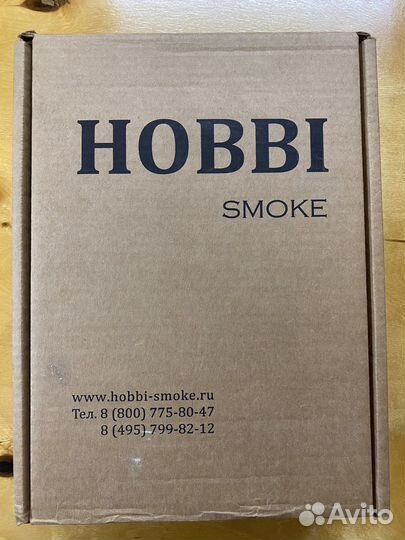 HOBBI
SMOKE
www.hobbi-smoke.ru
Тел. 8 (800) 775-80-47
8 (495) 799-82-12
Avito